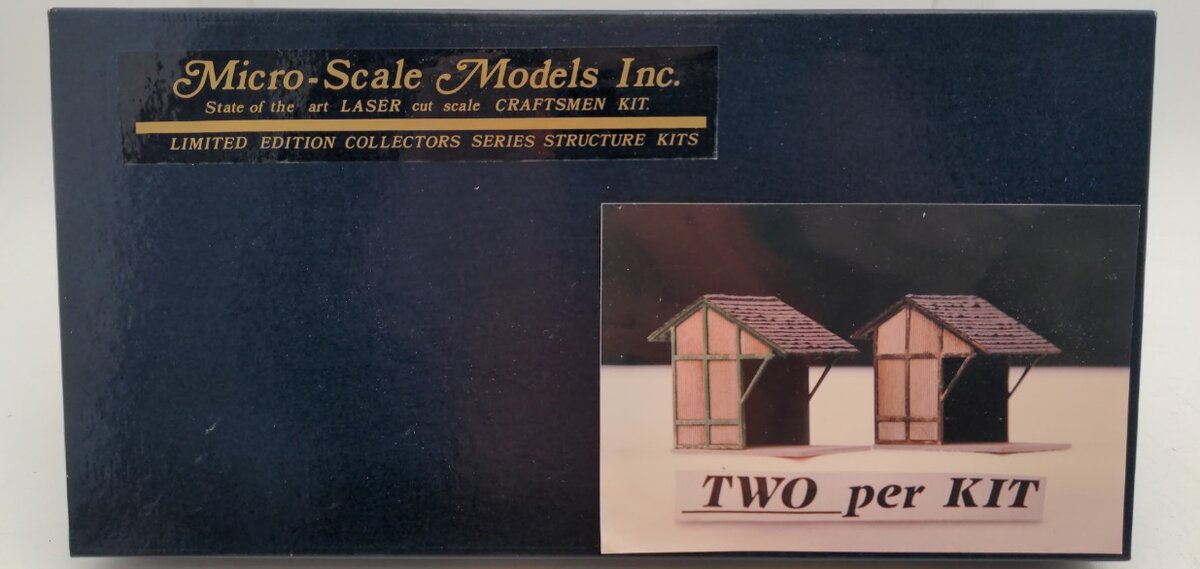 Micro-Scale Models Inc.
State of the art LASER cut scale CRAFTSMEN KIT.
LIMITED EDITION COLLECTORS SERIES STRUCTURE KITS
TWO per KIT